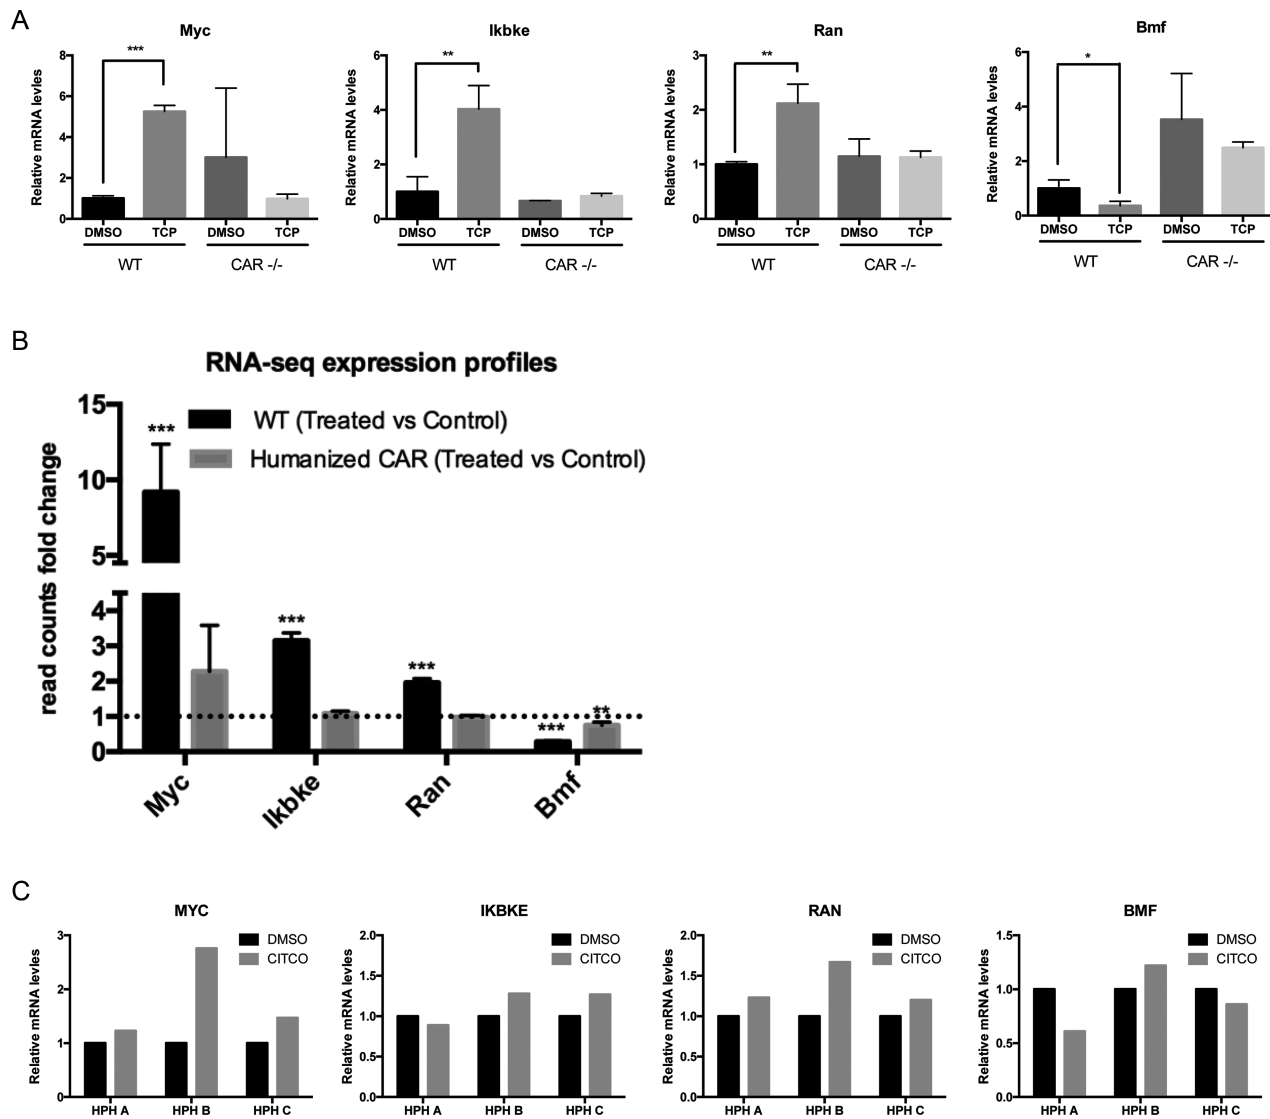 A
Myc
Ikbke
Ran
Bmf
Relative mRNA levles
8
6
4
2
0
***
DMSO TCP DMSO TCP
WT CAR -/-
Relative mRNA levles
6
4
2
0
**
DMSO TCP DMSO TCP
WT CAR -/-
Relative mRNA levles
3
2
1
0
**
DMSO TCP DMSO TCP
WT CAR -/-
Relative mRNA levles
6
4
2
0
*
DMSO TCP DMSO TCP
WT CAR -/-
B
RNA-seq expression profiles
WT (Treated vs Control)
Humanized CAR (Treated vs Control)
read counts fold change
15
10
5
4
3
2
1
0
***
***
***
***
**
Myc
Ikbke
Ran
Bmf
C
MYC
DMSO
CITCO
Relative mRNA levles
3
2
1
0
HPH A HPH B HPH C
IKBKE
DMSO
CITCO
Relative mRNA levles
2.0
1.5
1.0
0.5
0.0
HPH A HPH B HPH C
RAN
DMSO
CITCO
Relative mRNA levles
2.0
1.5
1.0
0.5
0.0
HPH A HPH B HPH C
BMF
DMSO
CITCO
Relative mRNA levles
1.5
1.0
0.5
0.0
HPH A HPH B HPH C